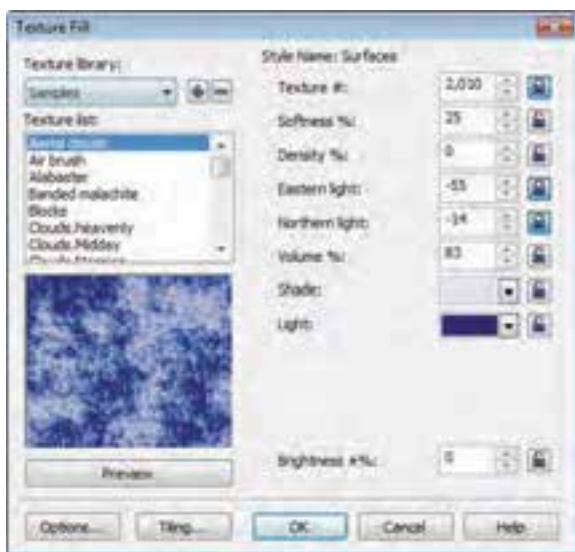 Texture Fill
Texture library:
Samples
Texture list:
Aerial clouds
Air brush
Alabaster
Banded malachite
Blocks
Clouds.heavenly
Clouds.Midday
Preview
Style Name: Surfaces
Texture #: 2,010
Softness %: 25
Density %: 0
Eastern light: -55
Northern light: -14
Volume %: 83
Shade:
Light:
Brightness ±%: 0
Options... Tiling... OK Cancel Help